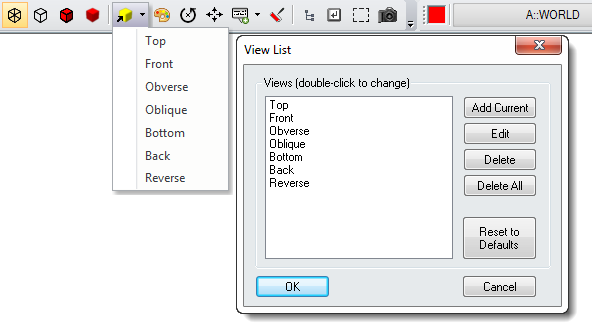 A::WORLD
Top
Front
Obverse
Oblique
Bottom
Back
Reverse
View List
Views (double-click to change)
Top
Front
Obverse
Oblique
Bottom
Back
Reverse
Add Current
Edit
Delete
Delete All
Reset to
Defaults
OK
Cancel